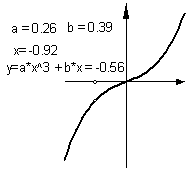 a = 0.26 b = 0.39
x= -0.92
y=a*x^3 +b*x = -0.56